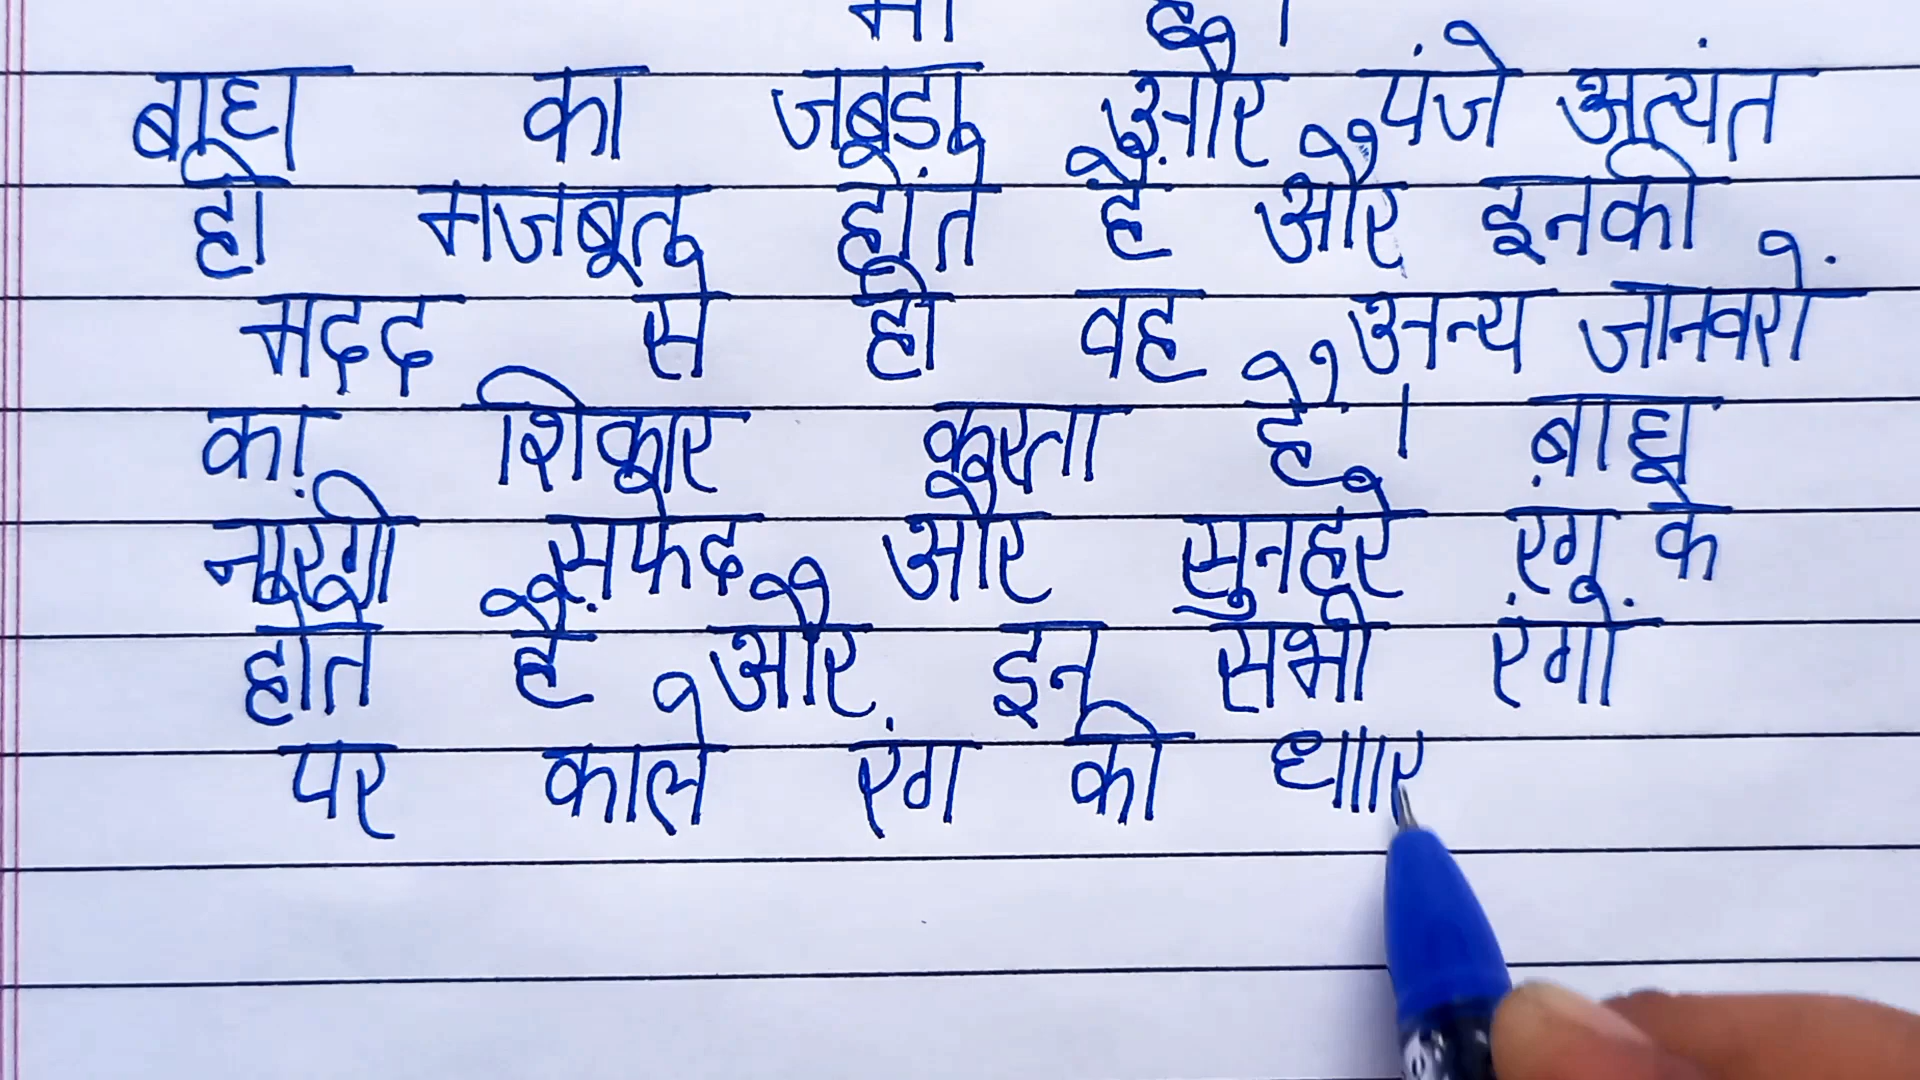 बाघ का जबड़ा और पंजे अत्यंत
ही मजबूत होते है और इनकी
मदद से ही वह अन्य जानवरों
का शिकार करता है। बाघ
नारंगी सफेद और सुनहरे रंग के
होते है और इन सभी रंगों
पर काले रंग की धाार